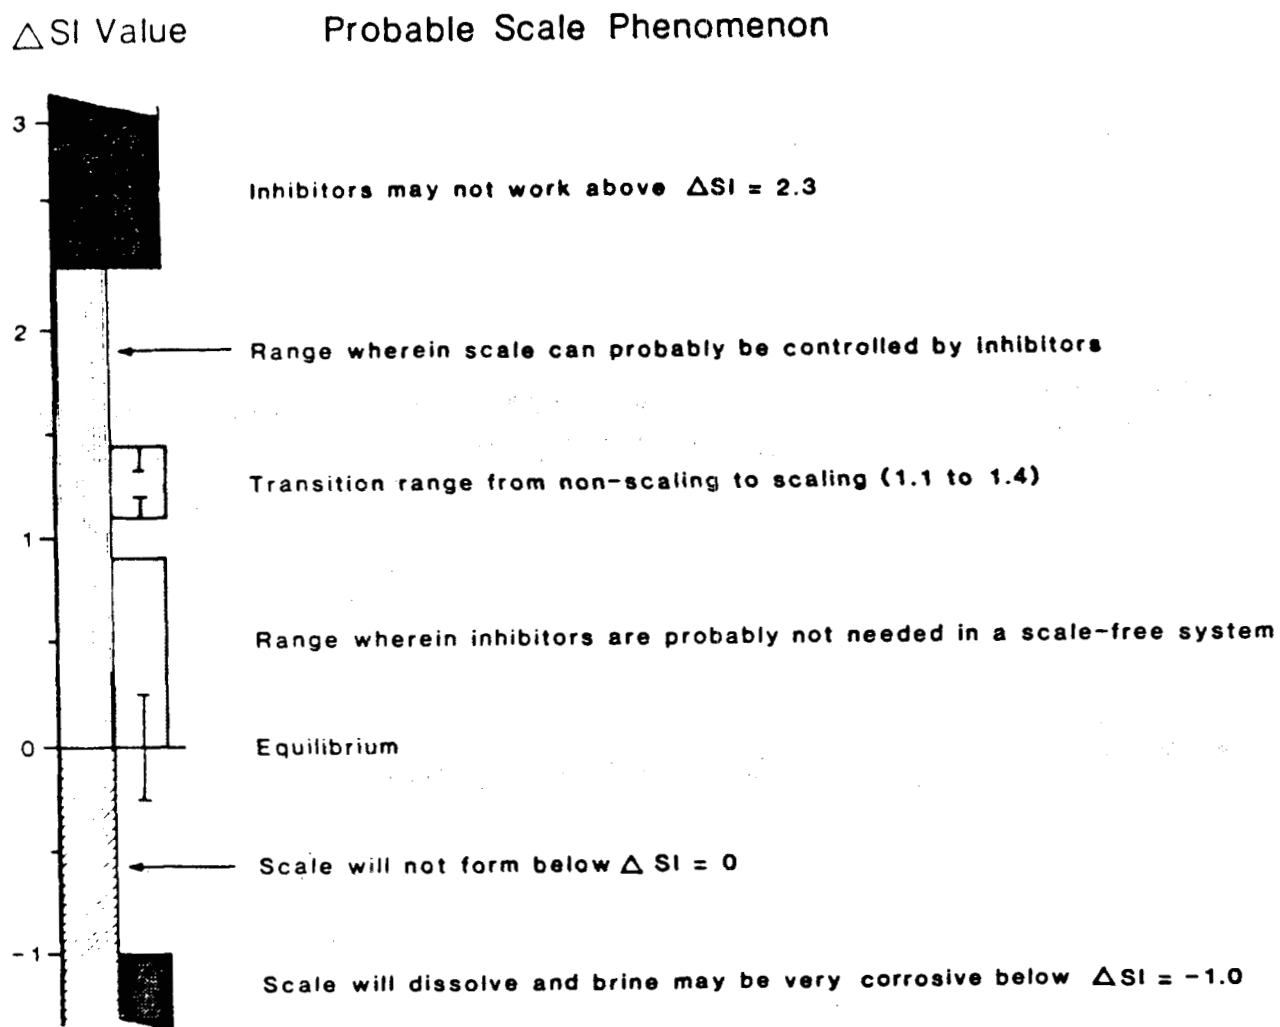 △SI Value Probable Scale Phenomenon
3
Inhibitors may not work above △SI = 2.3
2
Range wherein scale can probably be controlled by inhibitors
Transition range from non-scaling to scaling (1.1 to 1.4)
1
Range wherein inhibitors are probably not needed in a scale-free system
0 Equilibrium
Scale will not form below △ SI = 0
-1
Scale will dissolve and brine may be very corrosive below △SI = -1.0